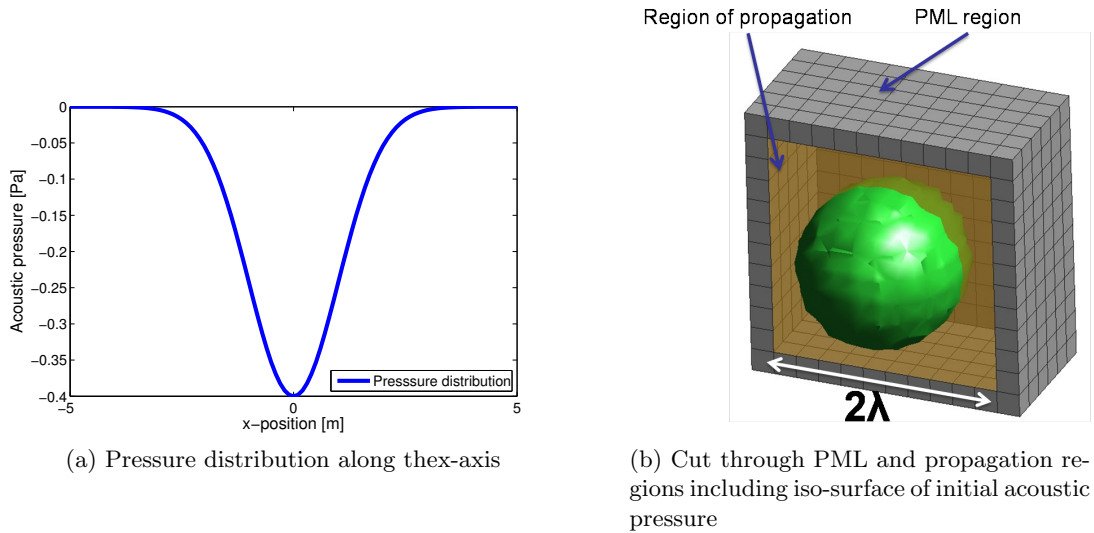 Region of propagation
PML region
0
−0.05
−0.1
−0.15
−0.2
−0.25
−0.3
−0.35
−0.4
Acoustic pressure [Pa]
Presssure distribution
−5
0
5
x−position [m]
2λ
(a) Pressure distribution along thex-axis
(b) Cut through PML and propagation re-
gions including iso-surface of initial acoustic
pressure